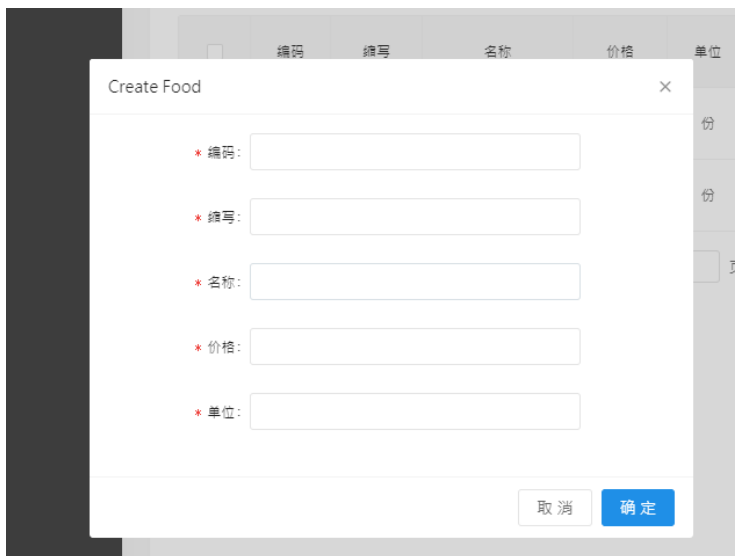 编码 缩写 名称 价格 单位
Create Food ×
份
* 编码:
份
* 缩写:
* 名称:
* 价格:
* 单位:
取 消 确 定